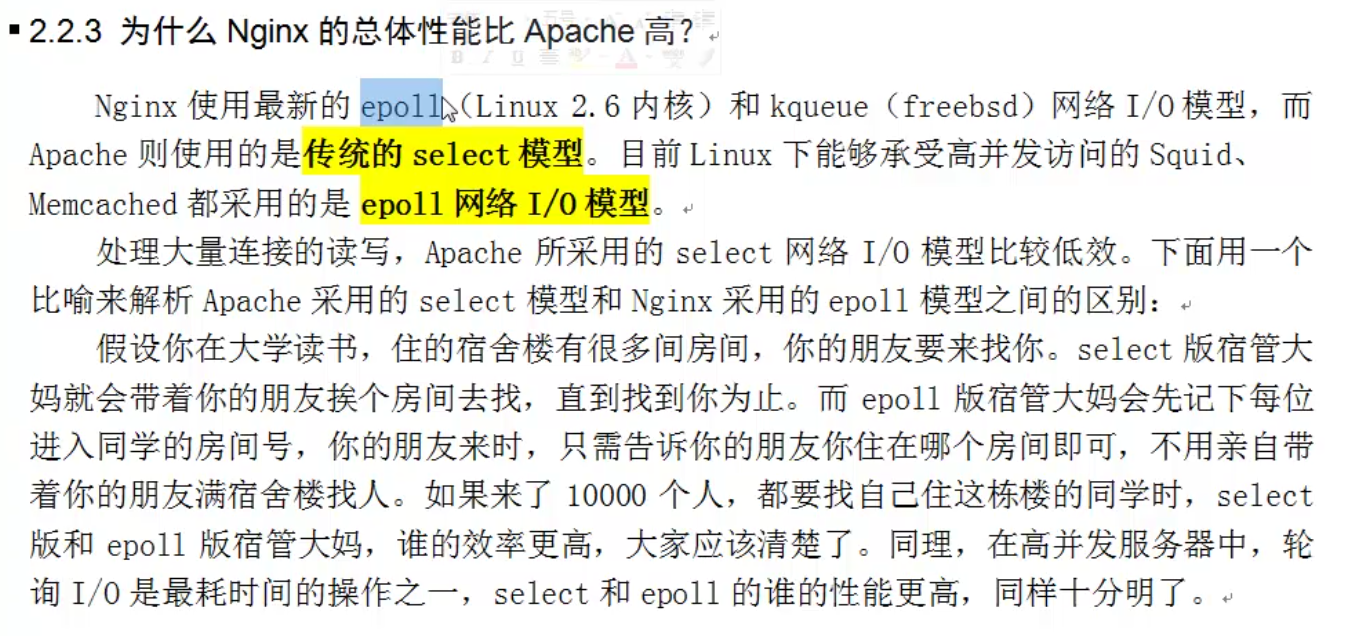 2.2.3 为什么 Nginx 的总体性能比 Apache 高？
Nginx 使用最新的 epoll（Linux 2.6 内核）和 kqueue（freebsd）网络 I/O 模型，而
Apache 则使用的是传统的 select 模型。目前 Linux 下能够承受高并发访问的 Squid、
Memcached 都采用的是 epoll 网络 I/O 模型。
处理大量连接的读写，Apache 所采用的 select 网络 I/O 模型比较低效。下面用一个
比喻来解析 Apache 采用的 select 模型和 Nginx 采用的 epoll 模型之间的区别：
假设你在大学读书，住的宿舍楼有很多间房间，你的朋友要来找你。select 版宿管大
妈就会带着你的朋友挨个房间去找，直到找到你为止。而 epoll 版宿管大妈会先记下每位
进入同学的房间号，你的朋友来时，只需告诉你的朋友你住在哪个房间即可，不用亲自带
着你的朋友满宿舍楼找人。如果来了 10000 个人，都要找自己住这栋楼的同学时，select
版和 epoll 版宿管大妈，谁的效率更高，大家应该清楚了。同理，在高并发服务器中，轮
询 I/O 是最耗时间的操作之一，select 和 epoll 的谁的性能更高，同样十分明了。